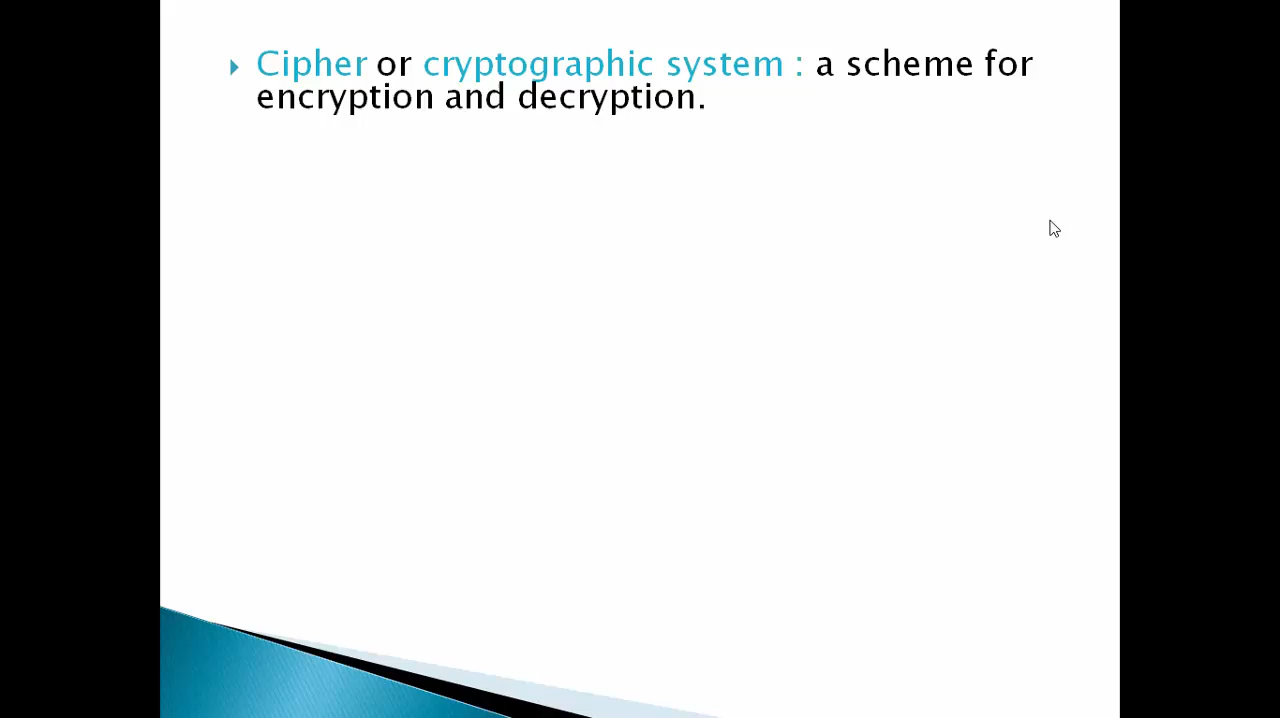 Cipher or cryptographic system : a scheme for
encryption and decryption.